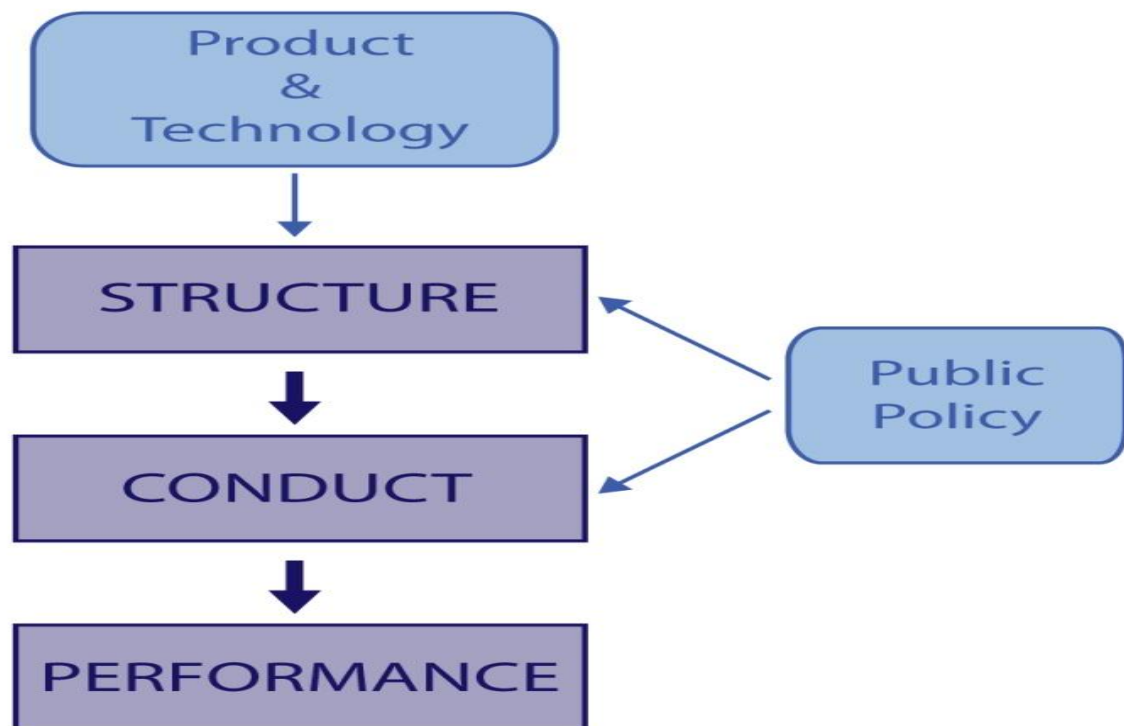 Product
&
Technology
STRUCTURE
Public
Policy
CONDUCT
PERFORMANCE